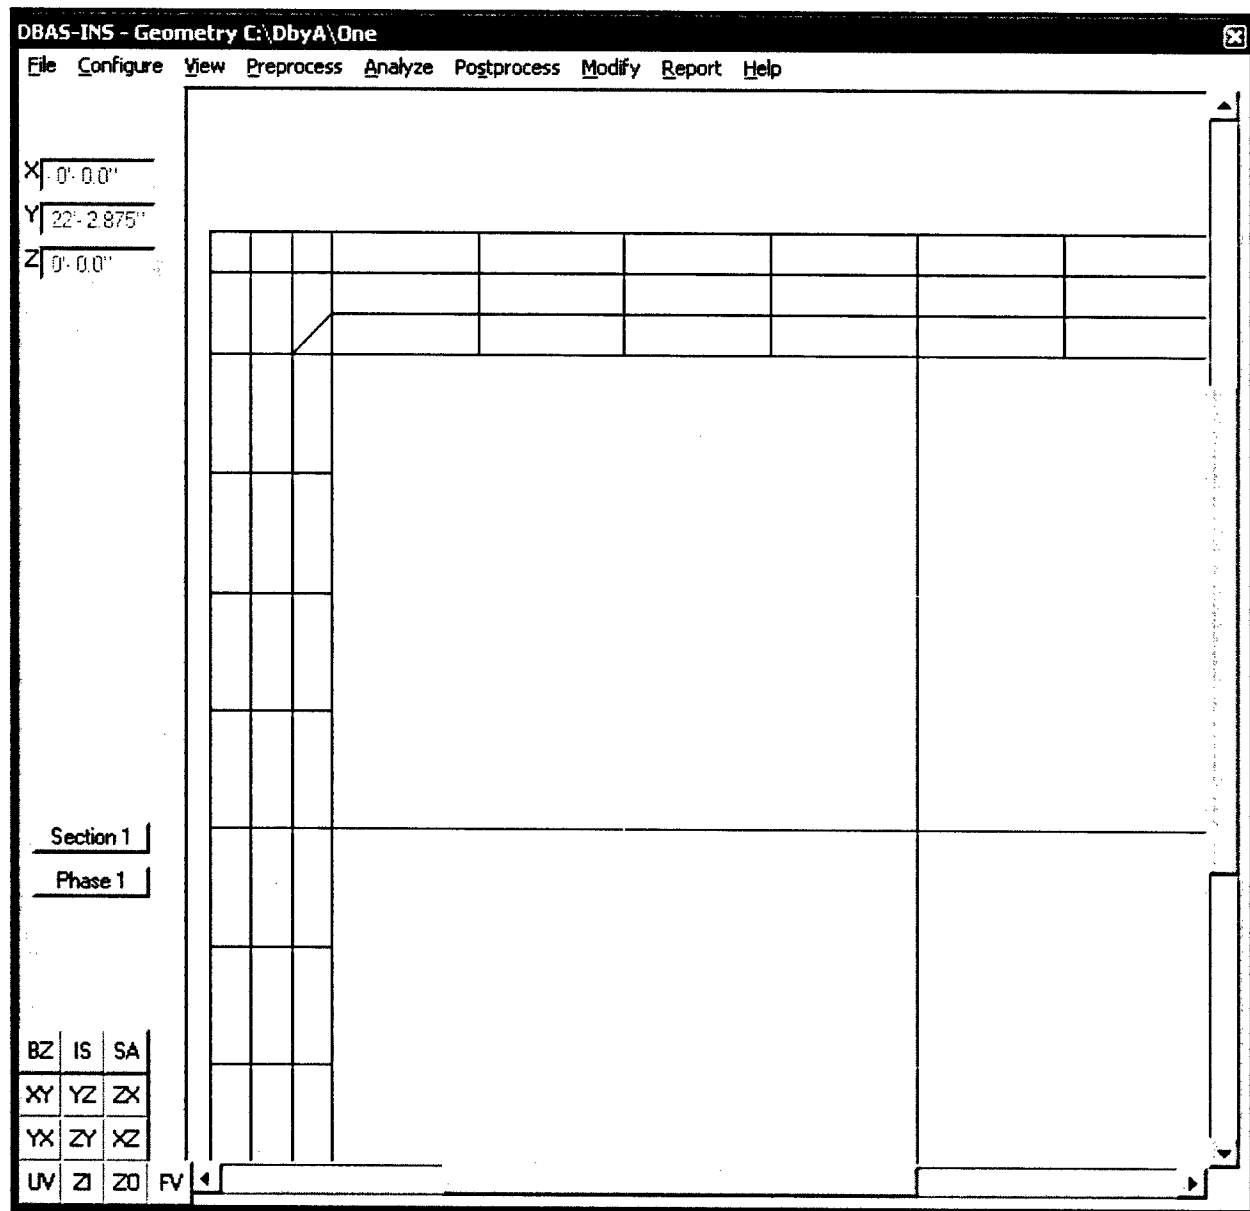 DBAS-INS - Geometry C:\DbyA\One
File Configure View Preprocess Analyze Postprocess Modify Report Help
X - 0'- 0.0"
Y 22'- 2.875"
Z 0'- 0.0"
Section 1
Phase 1
BZ IS SA
XY YZ ZX
YX ZY XZ
UV ZI ZO FV